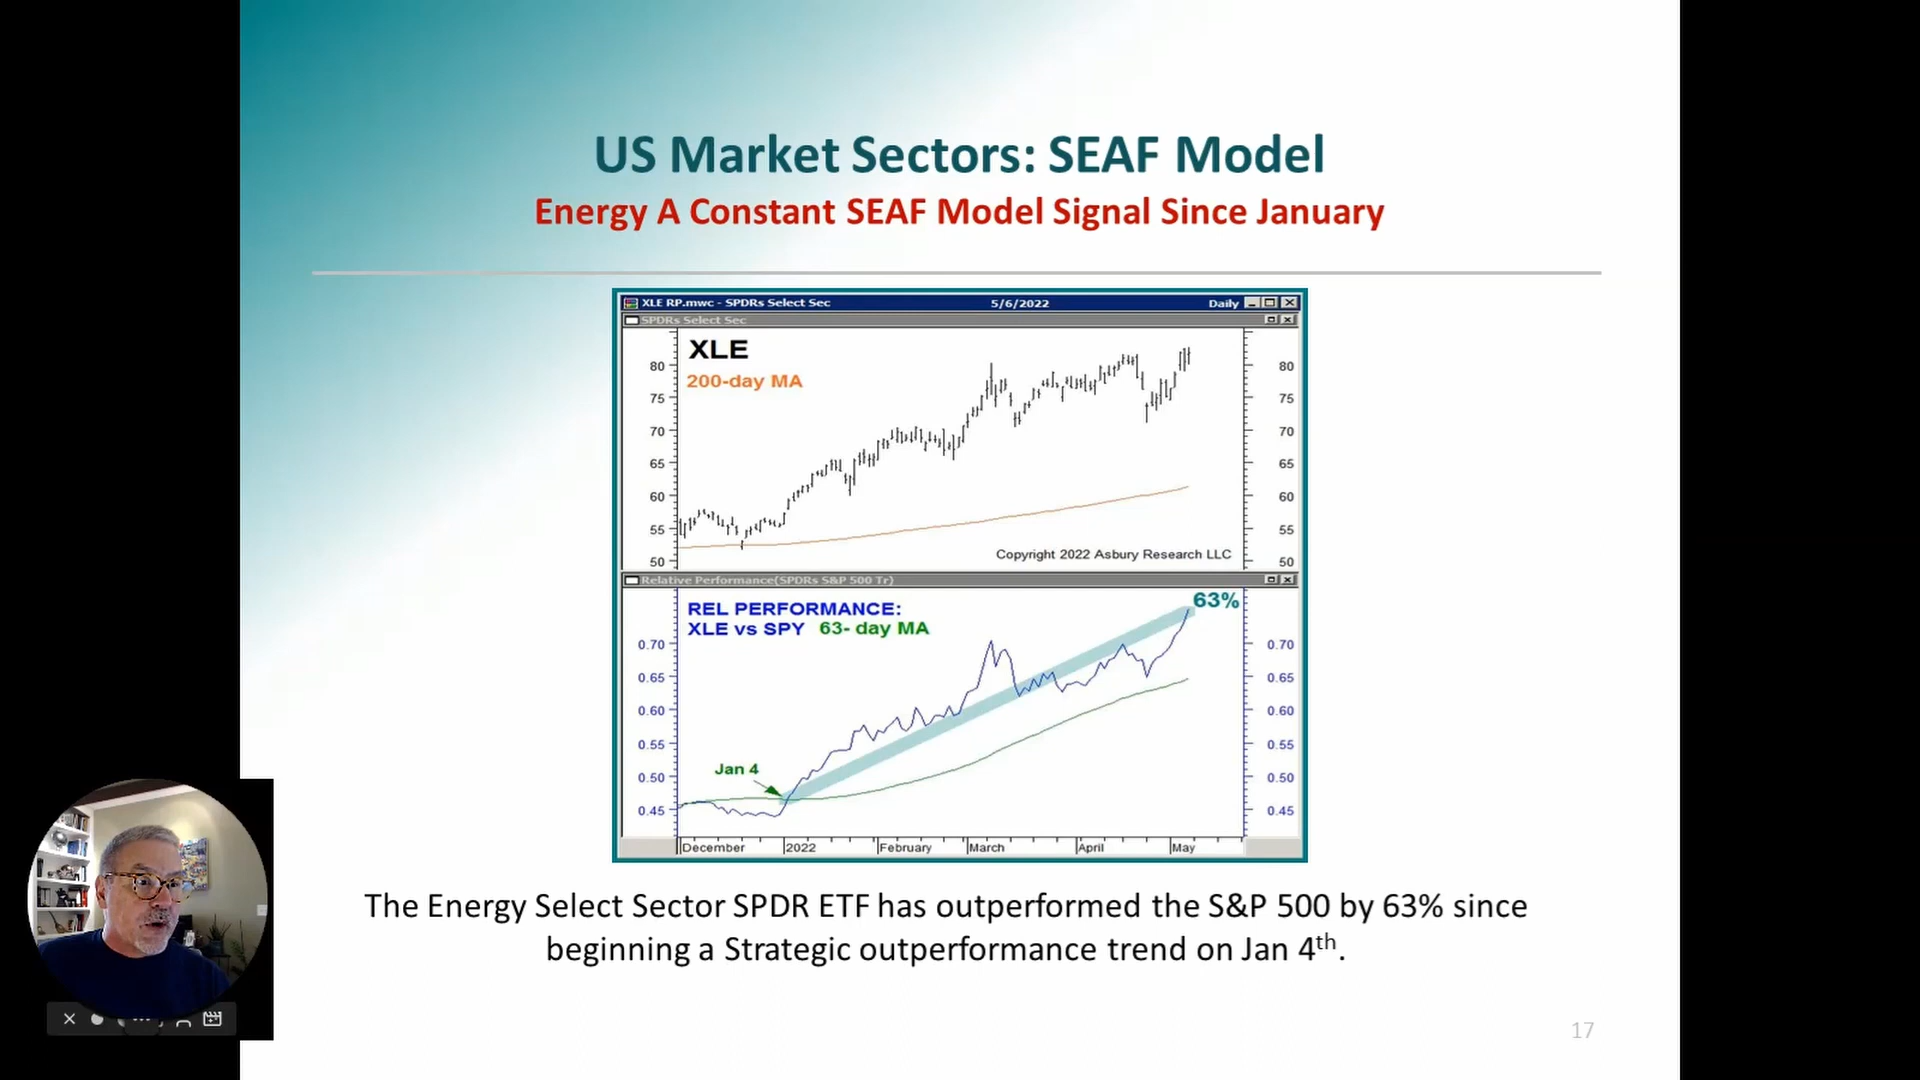 US Market Sectors: SEAF Model
Energy A Constant SEAF Model Signal Since January
XLE RP.mwc - SPDRs Select Sec 5/6/2022 Daily
SPDRs Select Sec
XLE
200-day MA
80 80
75 75
70 70
65 65
60 60
55 55
50 50
Copyright 2022 Asbury Research LLC
Relative Performance(SPDRs S&P 500 Tr)
63%
REL PERFORMANCE:
XLE vs SPY 63- day MA
0.70 0.70
0.65 0.65
0.60 0.60
0.55 0.55
0.50 0.50
0.45 0.45
Jan 4
December 2022 February March April May
The Energy Select Sector SPDR ETF has outperformed the S&P 500 by 63% since
beginning a Strategic outperformance trend on Jan 4th.
17